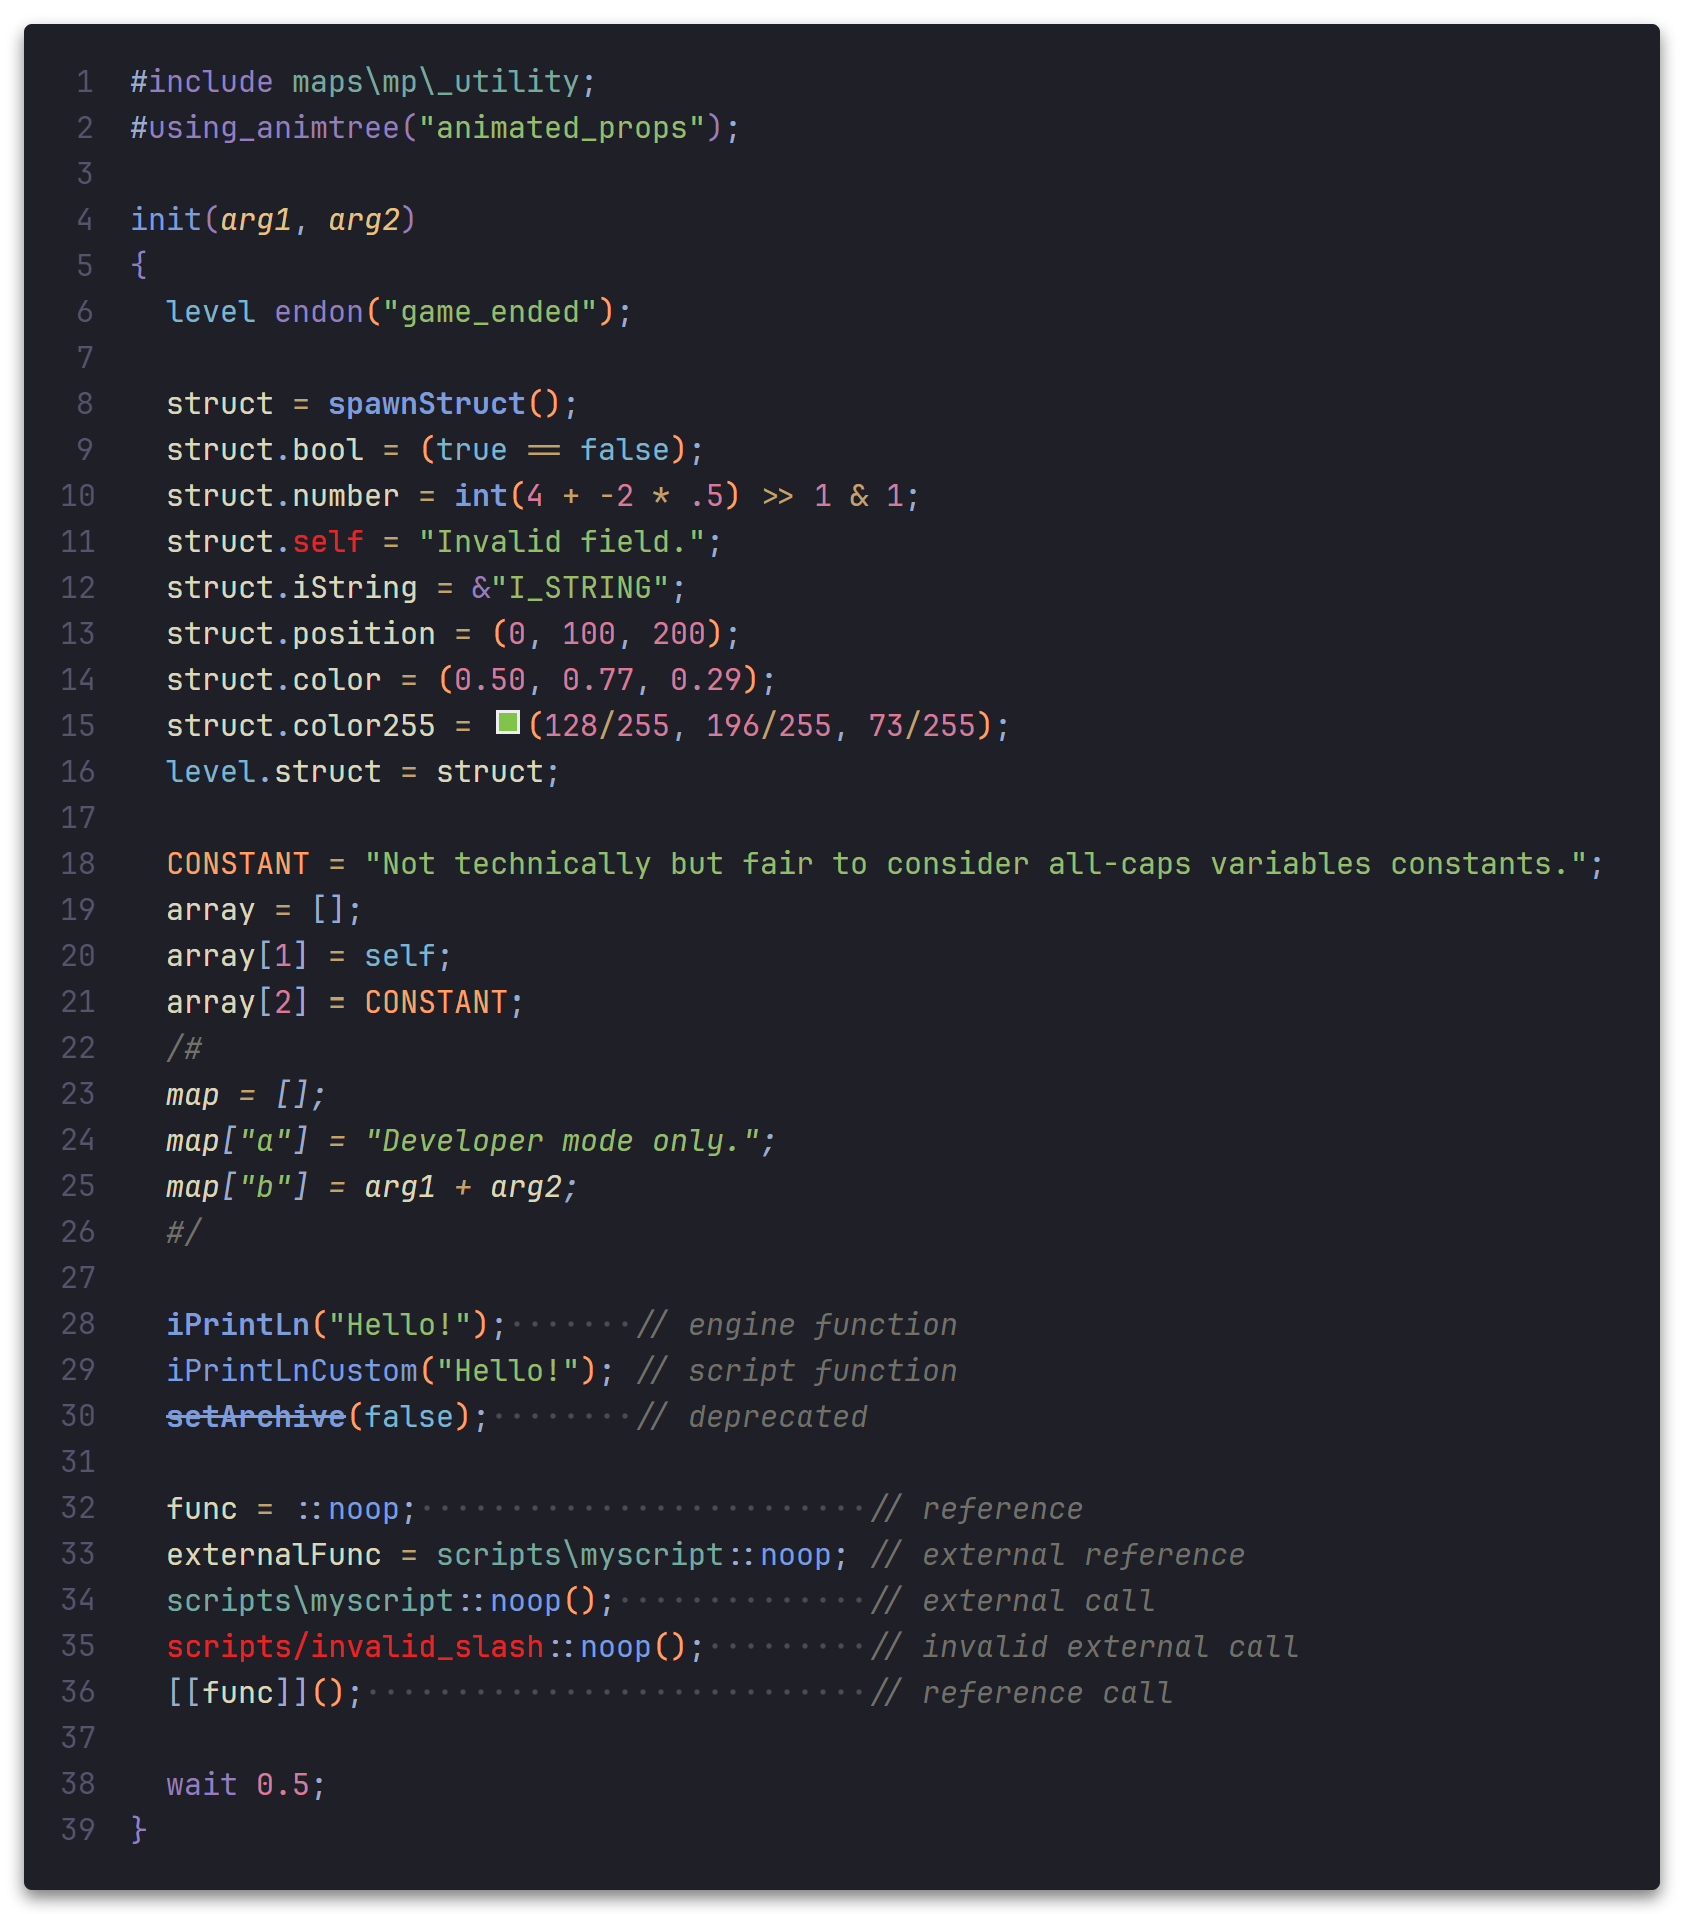 1 #include maps\mp\_utility;
2 #using_animtree("animated_props");
3
4 init(arg1, arg2)
5 {
6   level endon("game_ended");
7
8   struct = spawnStruct();
9   struct.bool = (true == false);
10   struct.number = int(4 + -2 * .5) >> 1 & 1;
11   struct.self = "Invalid field.";
12   struct.iString = &"I_STRING";
13   struct.position = (0, 100, 200);
14   struct.color = (0.50, 0.77, 0.29);
15   struct.color255 = (128/255, 196/255, 73/255);
16   level.struct = struct;
17
18   CONSTANT = "Not technically but fair to consider all-caps variables constants.";
19   array = [];
20   array[1] = self;
21   array[2] = CONSTANT;
22   /#
23   map = [];
24   map["a"] = "Developer mode only.";
25   map["b"] = arg1 + arg2;
26   #/
27
28   iPrintLn("Hello!");·······// engine function
29   iPrintLnCustom("Hello!"); // script function
30   setArchive(false);········// deprecated
31
32   func = ::noop;·························// reference
33   externalFunc = scripts\myscript::noop; // external reference
34   scripts\myscript::noop();··············// external call
35   scripts/invalid_slash::noop();·········// invalid external call
36   [[func]]();····························// reference call
37
38   wait 0.5;
39 }